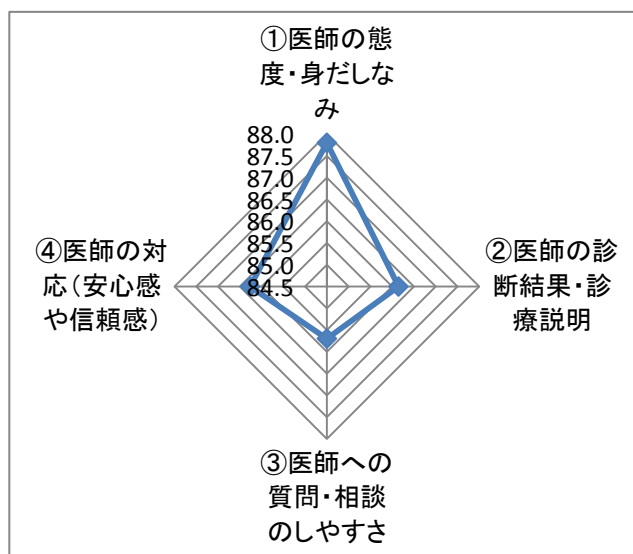 ①医師の態
度・身だしな
み
88.0
87.5
87.0
86.5
86.0
85.5
85.0
84.5
④医師の対
応(安心感
や信頼感)
②医師の診
断結果・診
療説明
③医師への
質問・相談
のしやすさ